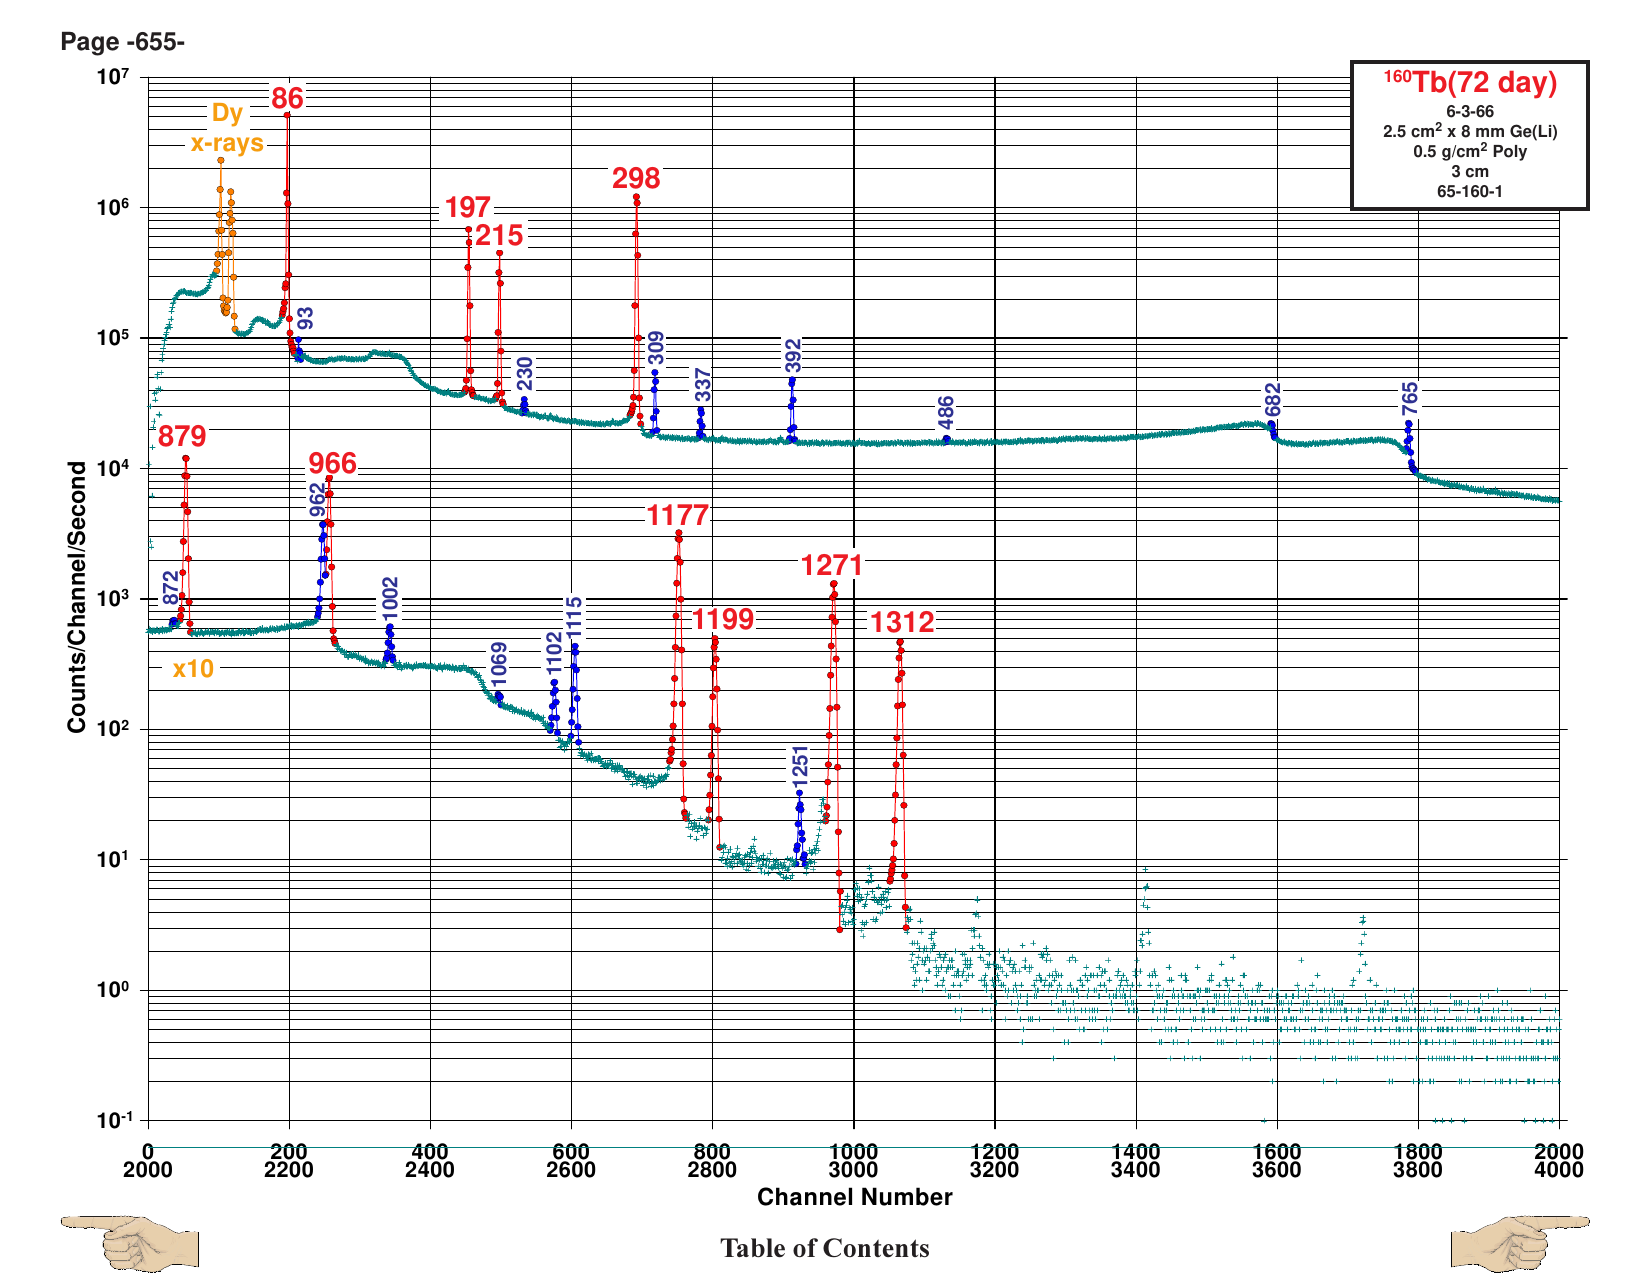 Page -655-
10⁷
10⁶
10⁵
10⁴
10³
10²
10¹
10⁰
10⁻¹
Counts/Channel/Second
¹⁶⁰Tb(72 day)
6-3-66
2.5 cm² x 8 mm Ge(Li)
0.5 g/cm² Poly
3 cm
65-160-1
Dy
x-rays
86
93
197
215
230
298
309
337
392
486
682
765
872
879
962
966
1002
1069
1102
1115
1177
1199
1251
1271
1312
x10
0 200 400 600 800 1000 1200 1400 1600 1800 2000
2000 2200 2400 2600 2800 3000 3200 3400 3600 3800 4000
Channel Number
Table of Contents